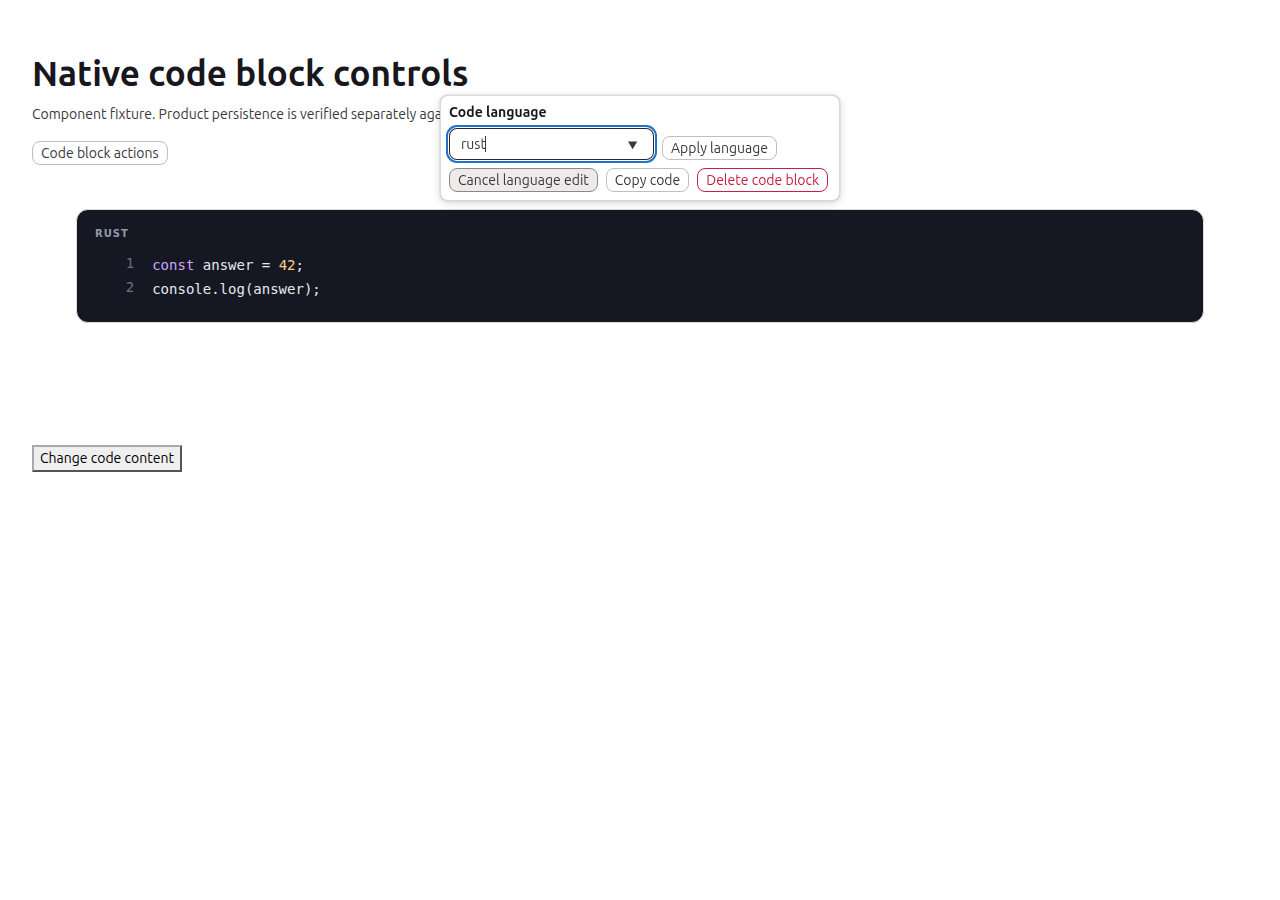 Native code block controls
Component fixture. Product persistence is verified separately
Code block actions
Code language
rust
Apply language
Cancel language edit
Copy code
Delete code block
RUST
1 const answer = 42;
2 console.log(answer);
Change code content